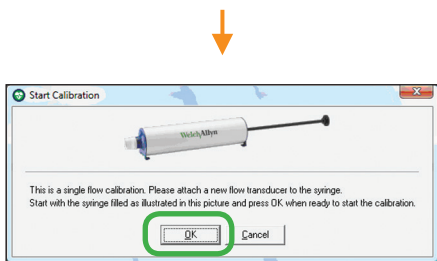 Start Calibration
WelchAllyn
This is a single flow calibration. Please attach a new flow transducer to the syringe.
Start with the syringe filled as illustrated in this picture and press OK when ready to start the calibration.
OK
Cancel